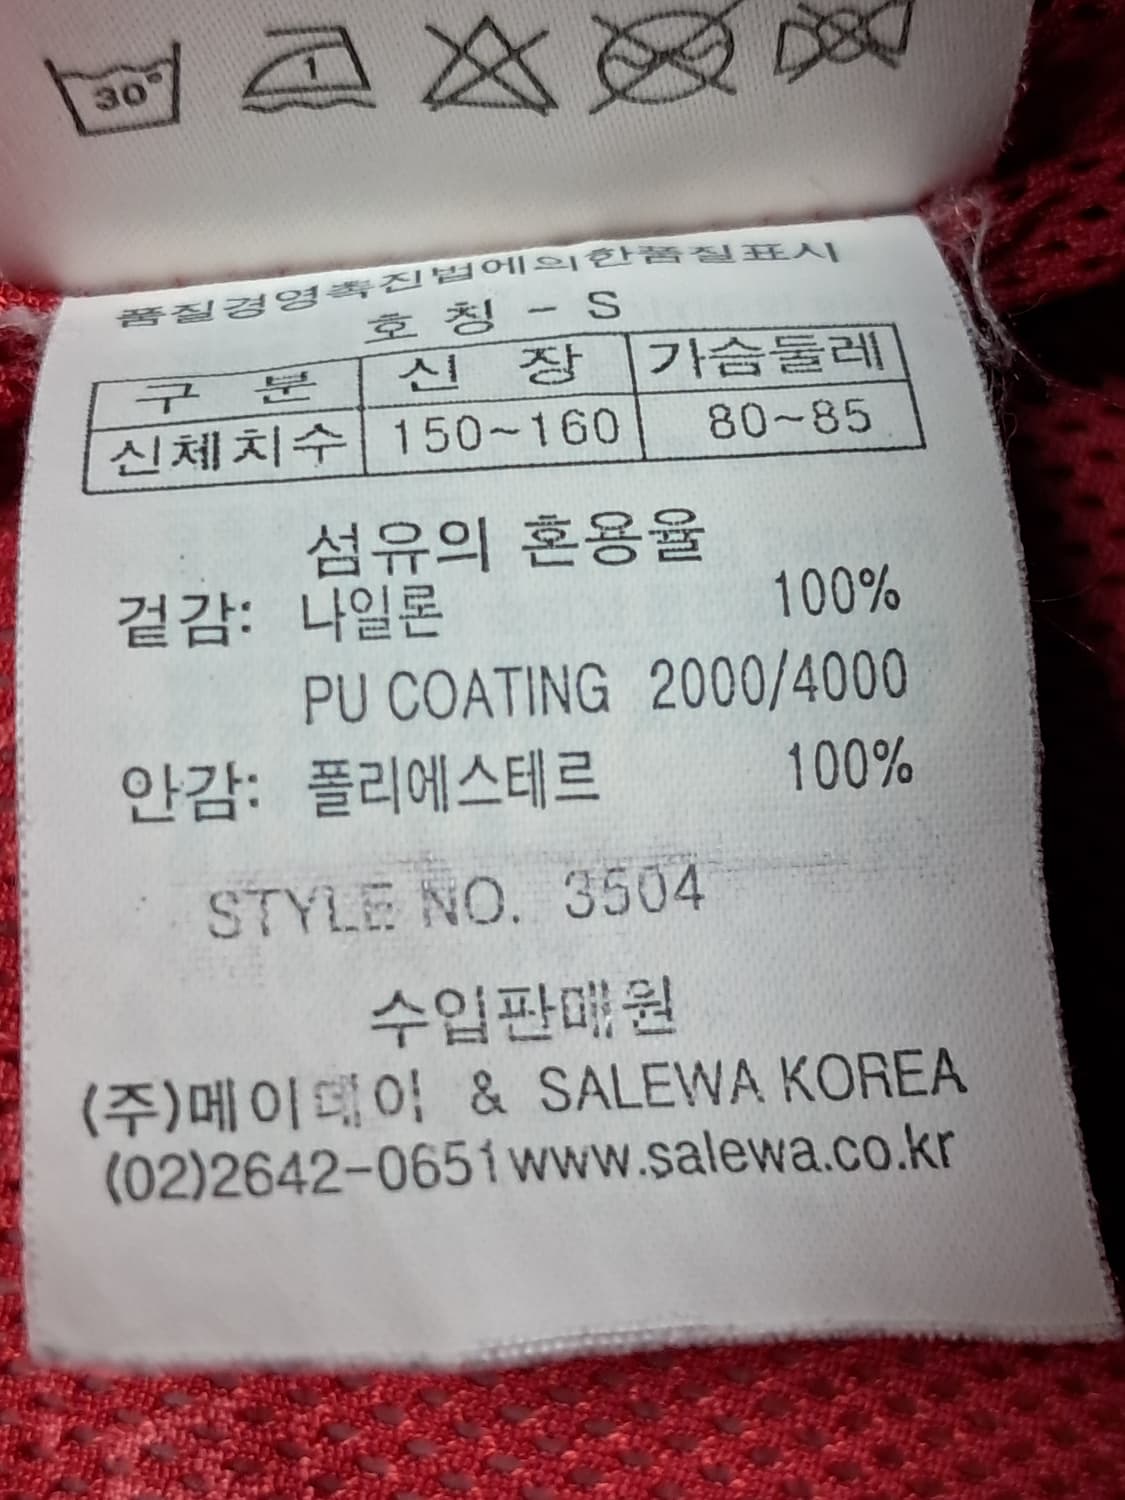 30°
1
품질경영촉진법에의한품질표시
호 칭 - S
구 분 신 장 가슴둘레
신체치수 150~160 80~85
섬유의 혼용율
겉감: 나일론 100%
PU COATING 2000/4000
안감: 폴리에스테르 100%
STYLE NO. 3504
수입판매원
(주)메이데이 & SALEWA KOREA
(02)2642-0651www.salewa.co.kr